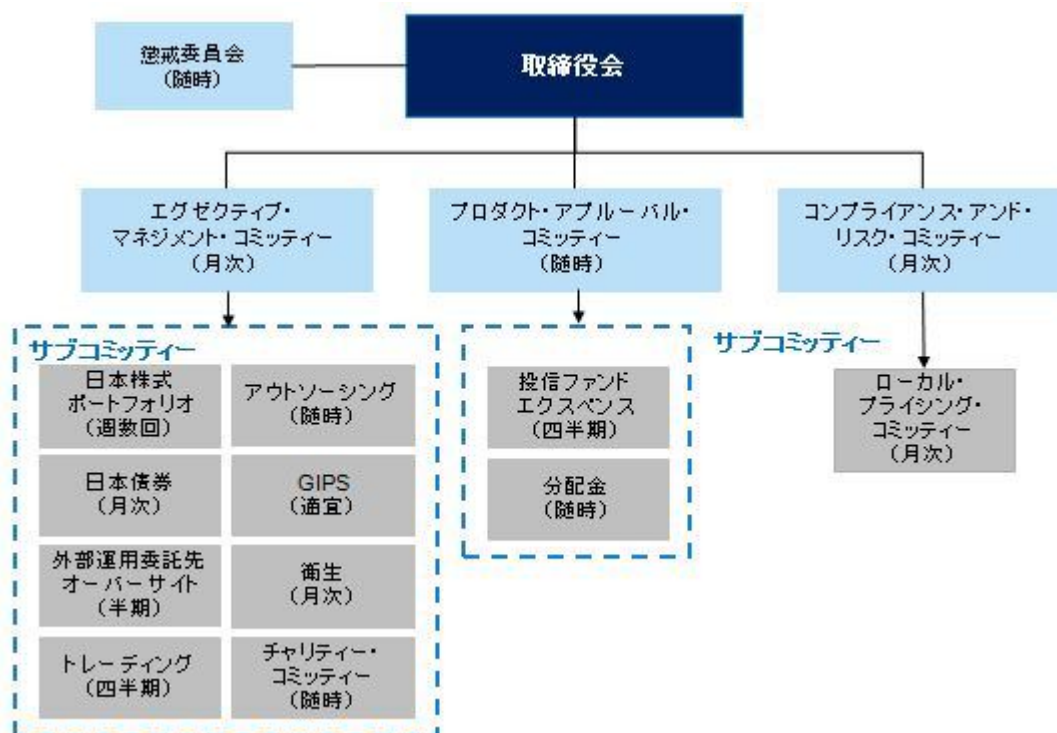 懲戒委員会
(随時)
取締役会
エグゼクティブ・
マネジメント・コミッティー
(月次)
プロダクト・アプルーバル・
コミッティー
(随時)
コンプライアンス・アンド・
リスク・コミッティー
(月次)
サブコミッティー
日本株式
ポートフォリオ
(週数回)
アウトソーシング
(随時)
日本債券
(月次)
GIPS
(適宜)
外部運用委託先
オーバーサイト
(半期)
衛生
(月次)
トレーディング
(四半期)
チャリティー・
コミッティー
(随時)
投信ファンド
エクスペンス
(四半期)
分配金
(随時)
サブコミッティー
ローカル・
プライシング・
コミッティー
(月次)